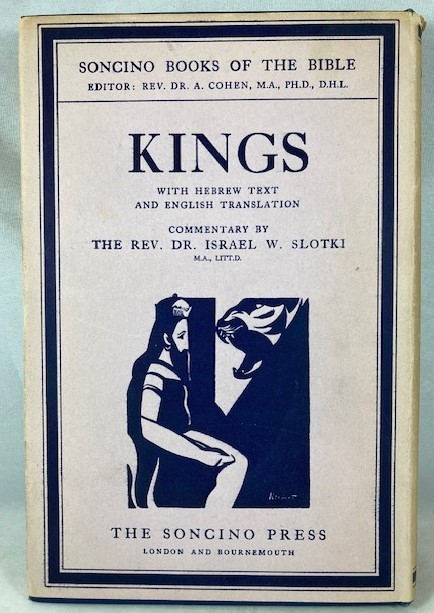 SONCINO BOOKS OF THE BIBLE
EDITOR: REV. DR. A. COHEN, M.A., PH.D., D.H.L.
KINGS
WITH HEBREW TEXT
AND ENGLISH TRANSLATION
COMMENTARY BY
THE REV. DR. ISRAEL W. SLOTKI
M.A., LITT.D.
THE SONCINO PRESS
LONDON AND BOURNEMOUTH